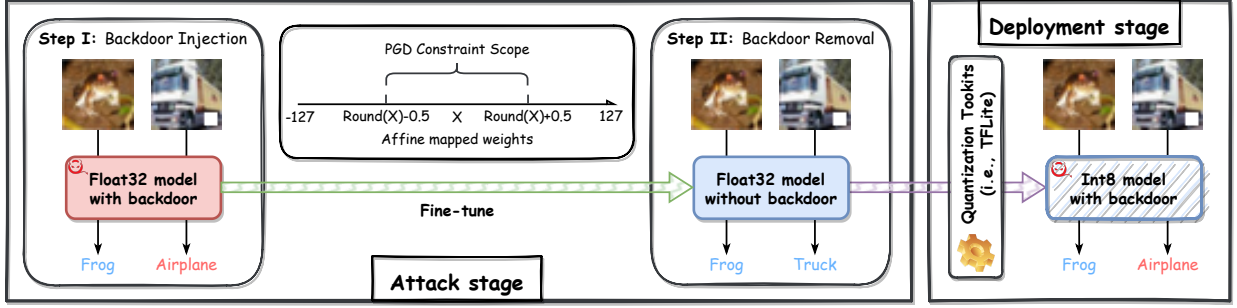 Step I: Backdoor Injection
PGD Constraint Scope
-127 Round(X)-0.5 X Round(X)+0.5 127
Affine mapped weights
Step II: Backdoor Removal
Float32 model
with backdoor
Fine-tune
Float32 model
without backdoor
Frog Airplane
Frog Truck
Attack stage
Deployment stage
Quantization Tookits
(i.e., TFLite)
Int8 model
with backdoor
Frog Airplane